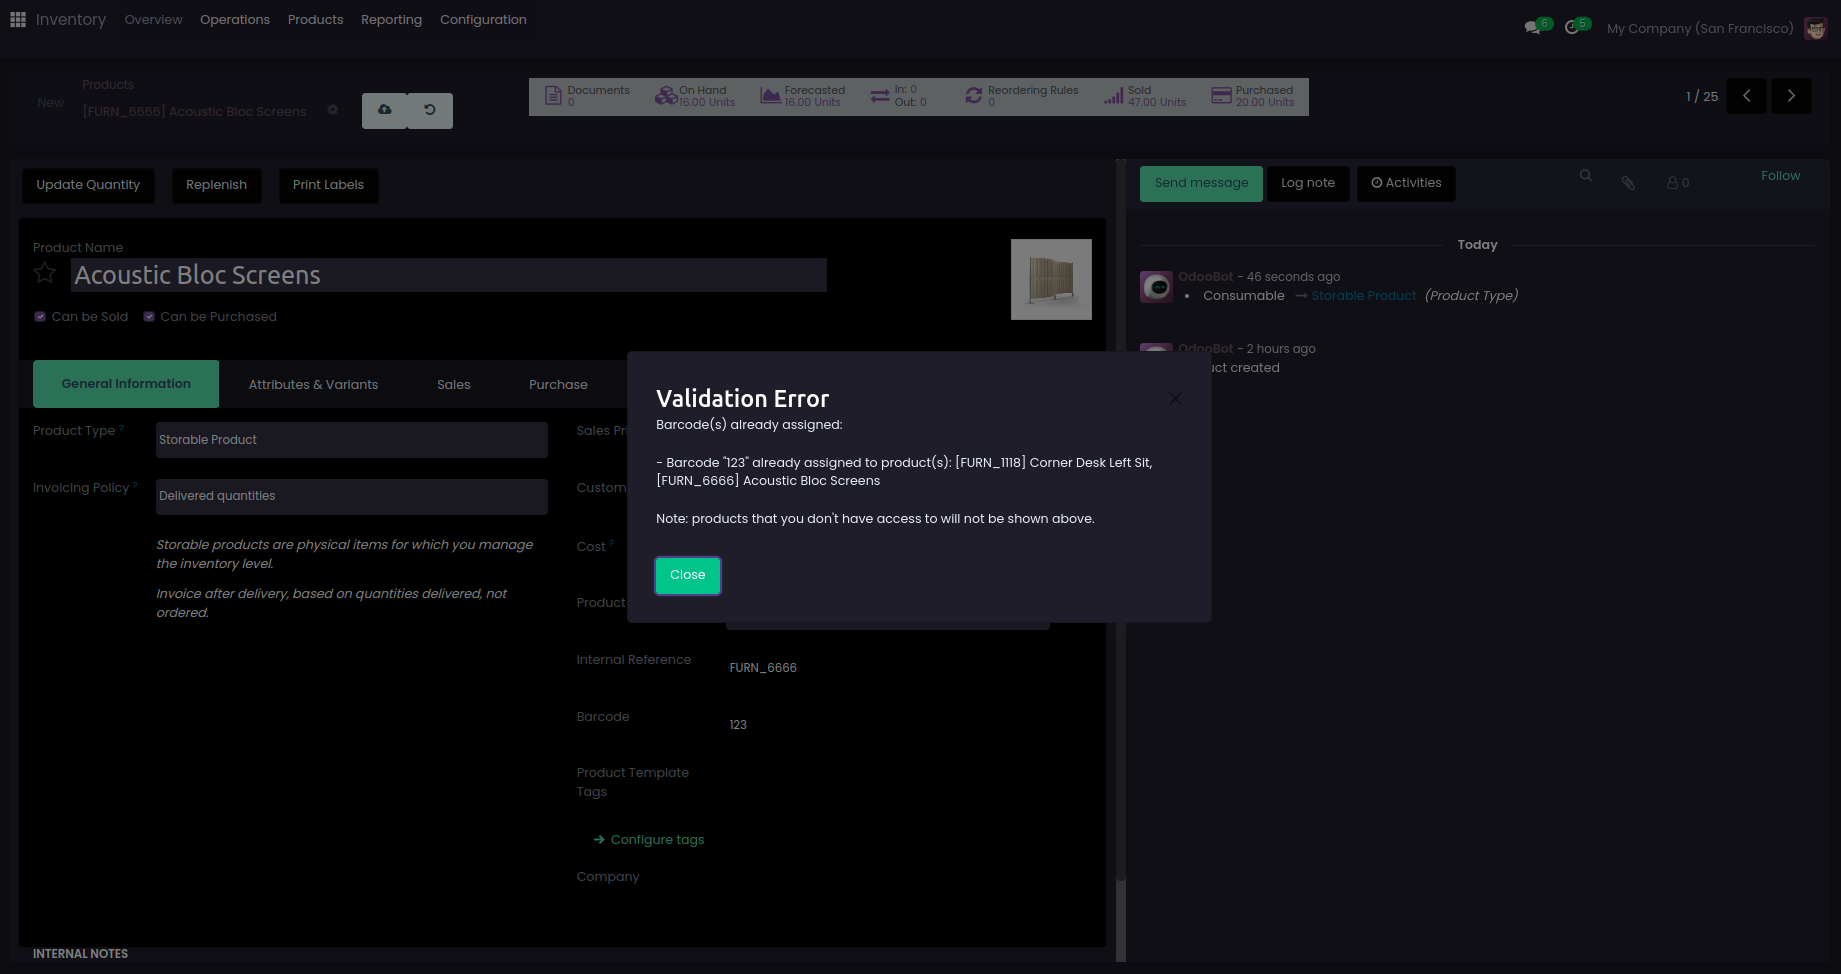 Inventory Overview Operations Products Reporting Configuration
6 5 My Company (San Francisco)
New
Products
[FURN_6666] Acoustic Bloc Screens
Documents
0
On Hand
16.00 Units
Forecasted
16.00 Units
In: 0
Out: 0
Reordering Rules
0
Sold
47.00 Units
Purchased
20.00 Units
1 / 25
Update Quantity Replenish Print Labels
Send message Log note Activities 0 Follow
Product Name
Acoustic Bloc Screens
Can be Sold Can be Purchased
General Information Attributes & Variants Sales Purchase
Product Type ?
Storable Product
Invoicing Policy ?
Delivered quantities
Storable products are physical items for which you manage
the inventory level.
Invoice after delivery, based on quantities delivered, not
ordered.
Sales Pri
Custom
Cost ?
Product
Internal Reference FURN_6666
Barcode 123
Product Template
Tags
Configure tags
Company
INTERNAL NOTES
Today
OdooBot - 46 seconds ago
• Consumable → Storable Product (Product Type)
OdooBot - 2 hours ago
uct created
Validation Error
Barcode(s) already assigned:
- Barcode "123" already assigned to product(s): [FURN_1118] Corner Desk Left Sit,
[FURN_6666] Acoustic Bloc Screens
Note: products that you don't have access to will not be shown above.
Close